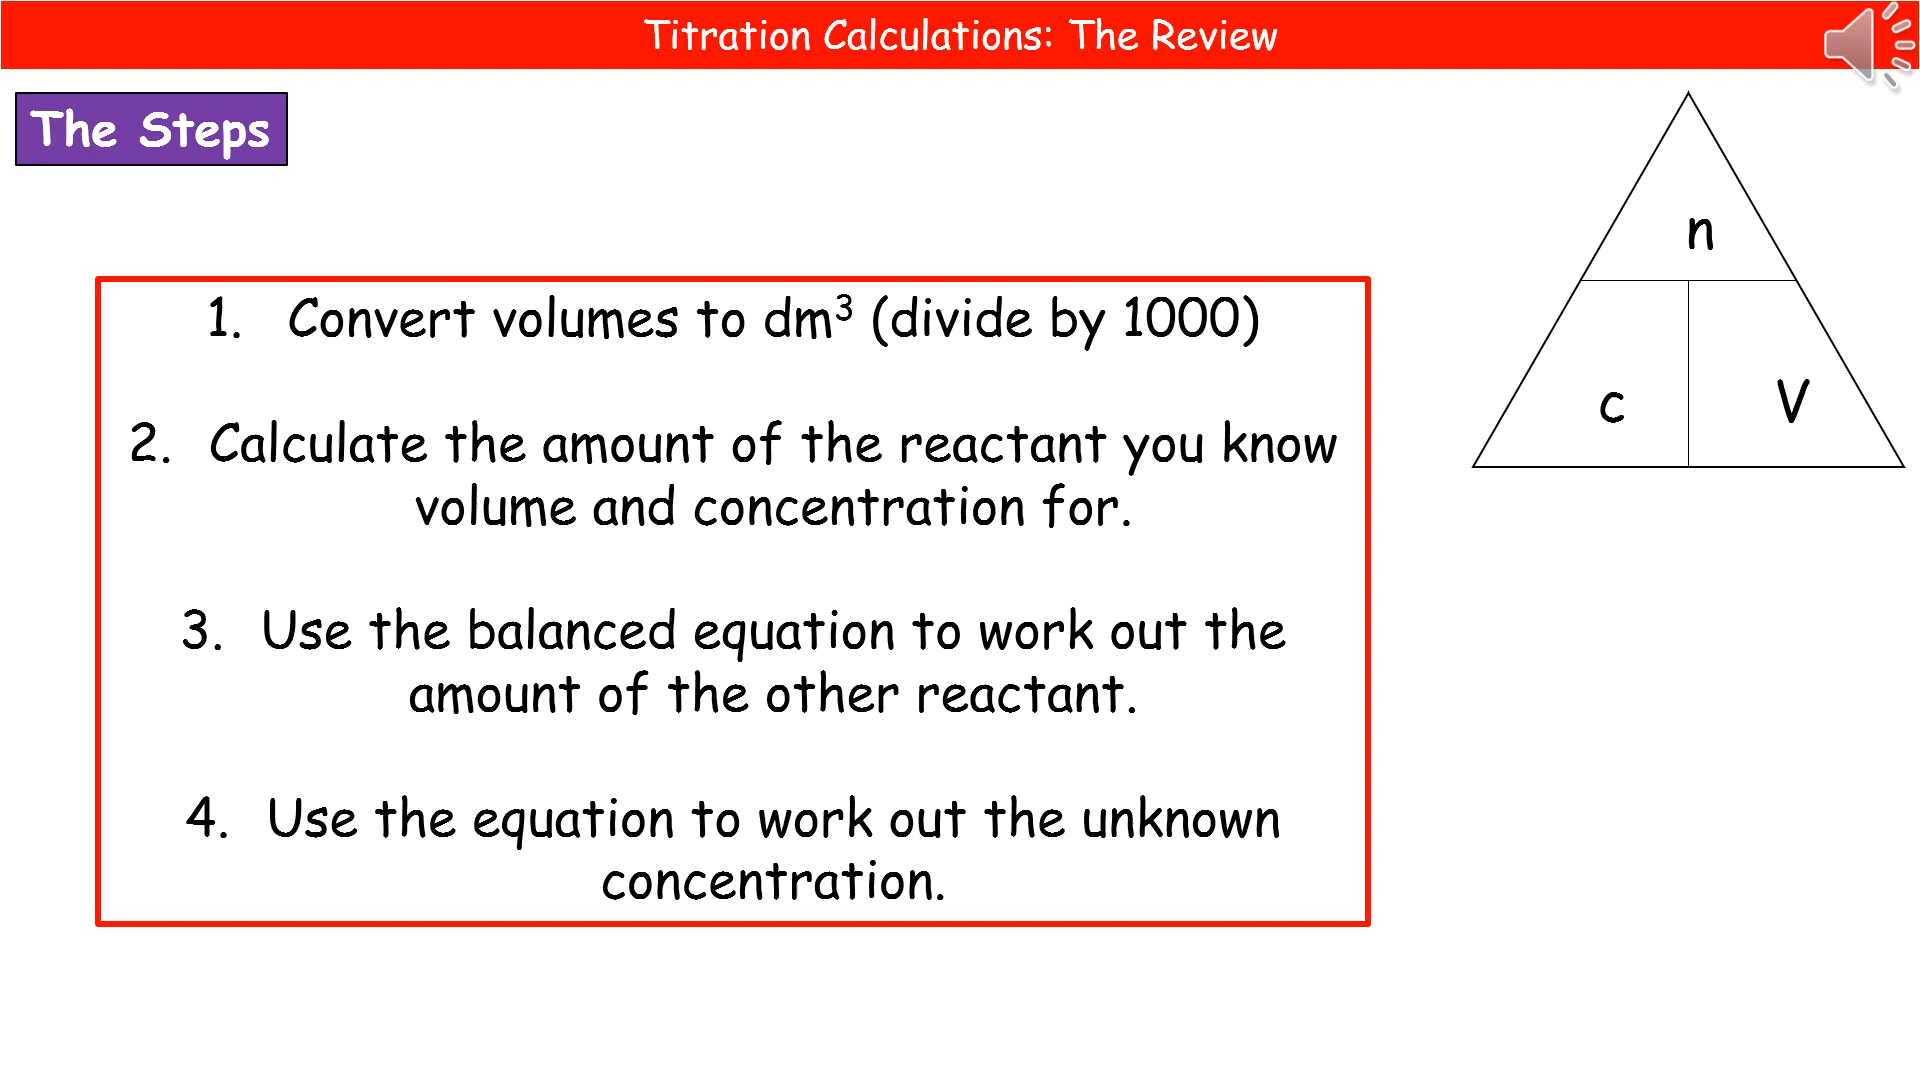 Titration Calculations: The Review
The Steps
1. Convert volumes to dm³ (divide by 1000)
2. Calculate the amount of the reactant you know
volume and concentration for.
3. Use the balanced equation to work out the
amount of the other reactant.
4. Use the equation to work out the unknown
concentration.
n
c V